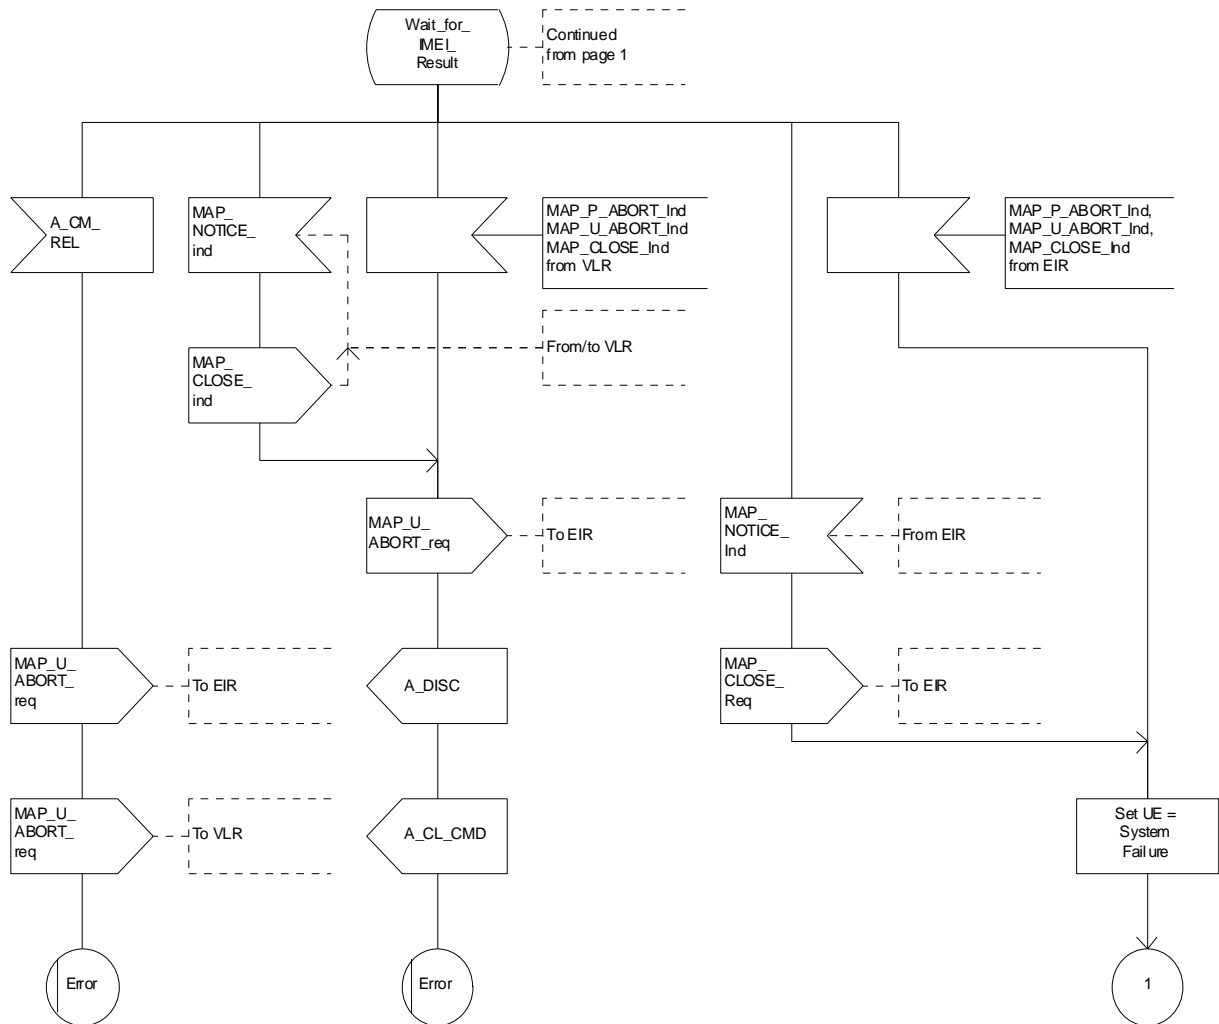 Wait_for_
IMEI_
Result
Continued
from page 1
A_CM_
REL
MAP_
NOTICE_
ind
MAP_P_ABORT_Ind
MAP_U_ABORT_Ind
MAP_CLOSE_Ind
from VLR
MAP_P_ABORT_Ind,
MAP_U_ABORT_Ind,
MAP_CLOSE_Ind
from EIR
MAP_
CLOSE_
ind
From/to VLR
MAP_U_
ABORT_req
To EIR
MAP_
NOTICE_
Ind
From EIR
MAP_U_
ABORT_
req
To EIR
A_DISC
MAP_
CLOSE_
Req
To EIR
MAP_U_
ABORT_
req
To VLR
A_CL_CMD
Set UE =
System
Failure
Error
Error
1